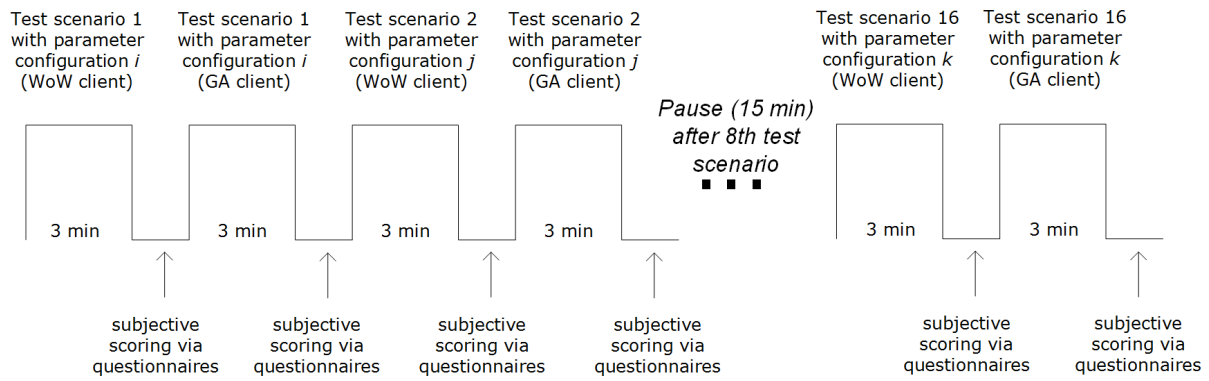 Test scenario 1
with parameter
configuration i
(WoW client)
Test scenario 1
with parameter
configuration i
(GA client)
Test scenario 2
with parameter
configuration j
(WoW client)
Test scenario 2
with parameter
configuration j
(GA client)
Pause (15 min)
after 8th test
scenario
Test scenario 16
with parameter
configuration k
(WoW client)
Test scenario 16
with parameter
configuration k
(GA client)
3 min
3 min
3 min
3 min
3 min
3 min
subjective
scoring via
questionnaires
subjective
scoring via
questionnaires
subjective
scoring via
questionnaires
subjective
scoring via
questionnaires
subjective
scoring via
questionnaires
subjective
scoring via
questionnaires